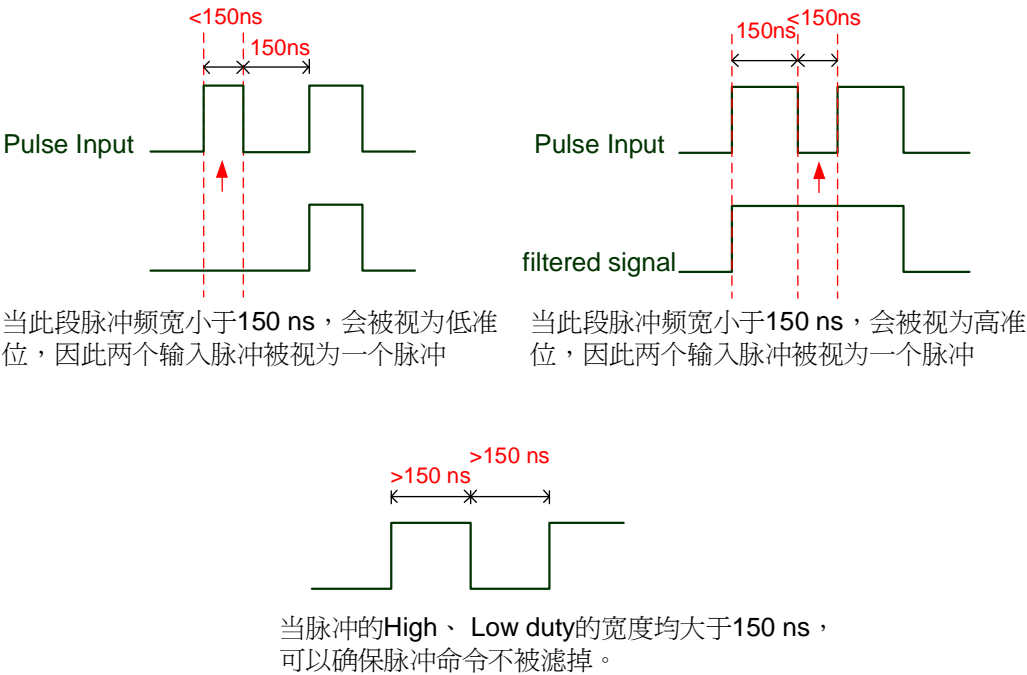 <150ns
150ns
Pulse Input
当此段脉冲频宽小于150 ns，会被视为低准
位，因此两个输入脉冲被视为一个脉冲
150ns
<150ns
Pulse Input
filtered signal
当此段脉冲频宽小于150 ns，会被视为高准
位，因此两个输入脉冲被视为一个脉冲
>150 ns
>150 ns
当脉冲的High、 Low duty的宽度均大于150 ns，
可以确保脉冲命令不被滤掉。